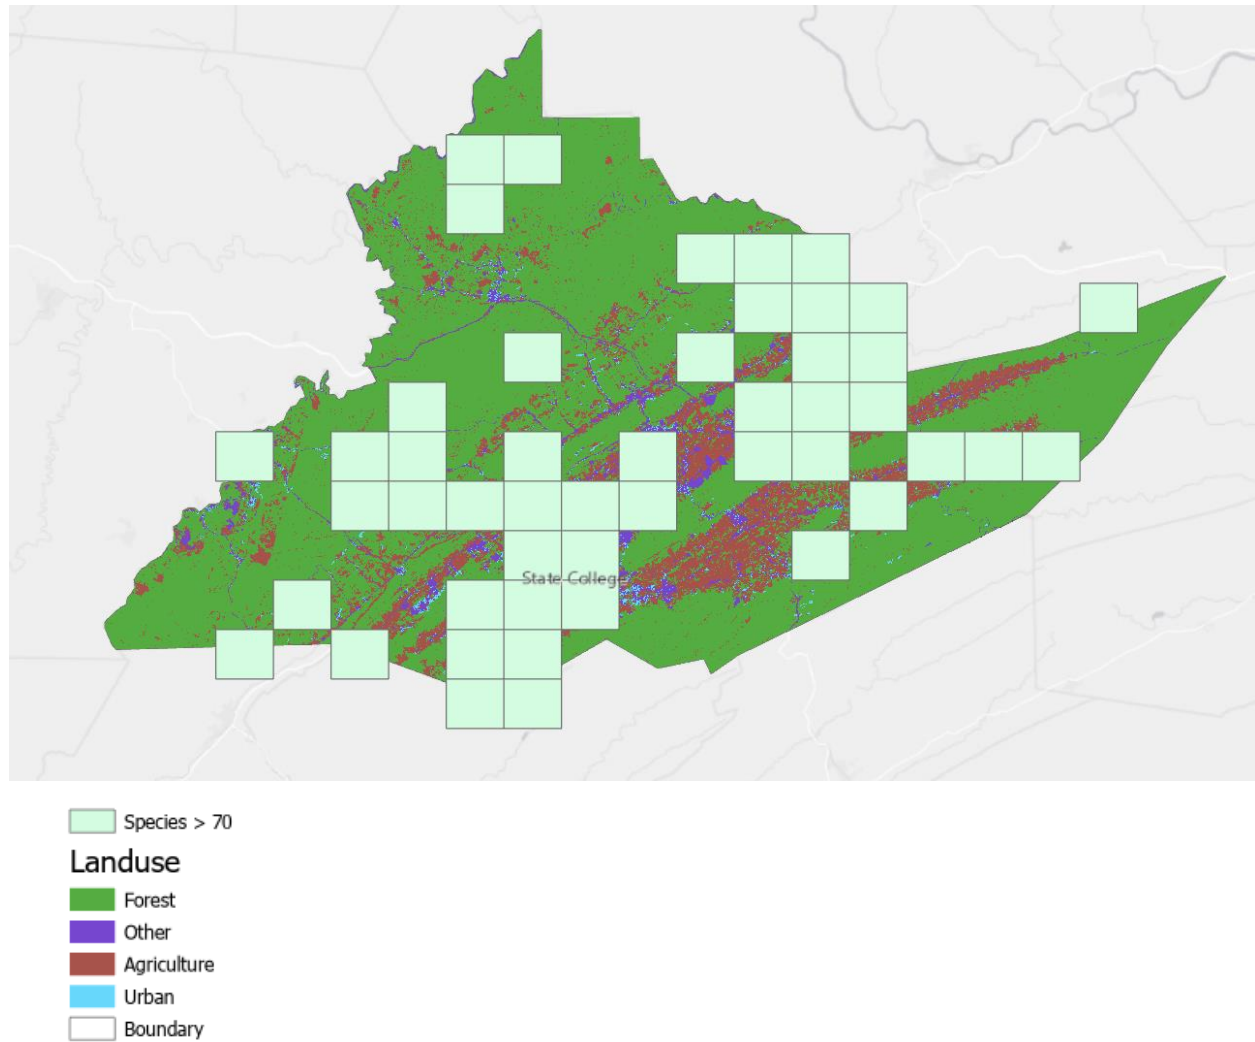 State College
Species > 70
Landuse
Forest
Other
Agriculture
Urban
Boundary